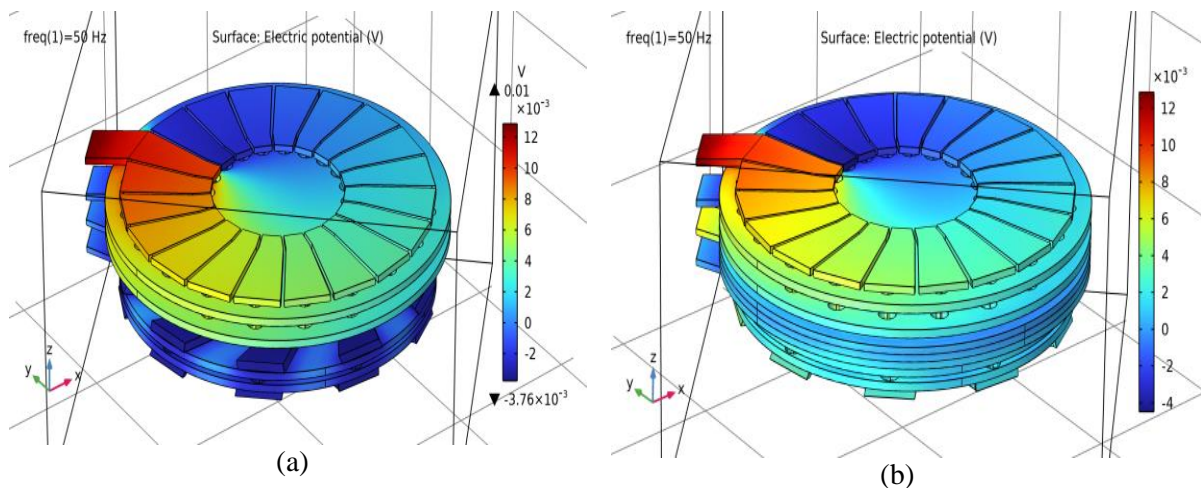 freq(1)=50 Hz
Surface: Electric potential (V)
V
▲ 0.01
×10⁻³
12
10
8
6
4
2
0
-2
▼ -3.76×10⁻³
y z x
(a)
freq(1)=50 Hz
Surface: Electric potential (V)
×10⁻³
12
10
8
6
4
2
0
-2
-4
y z x
(b)